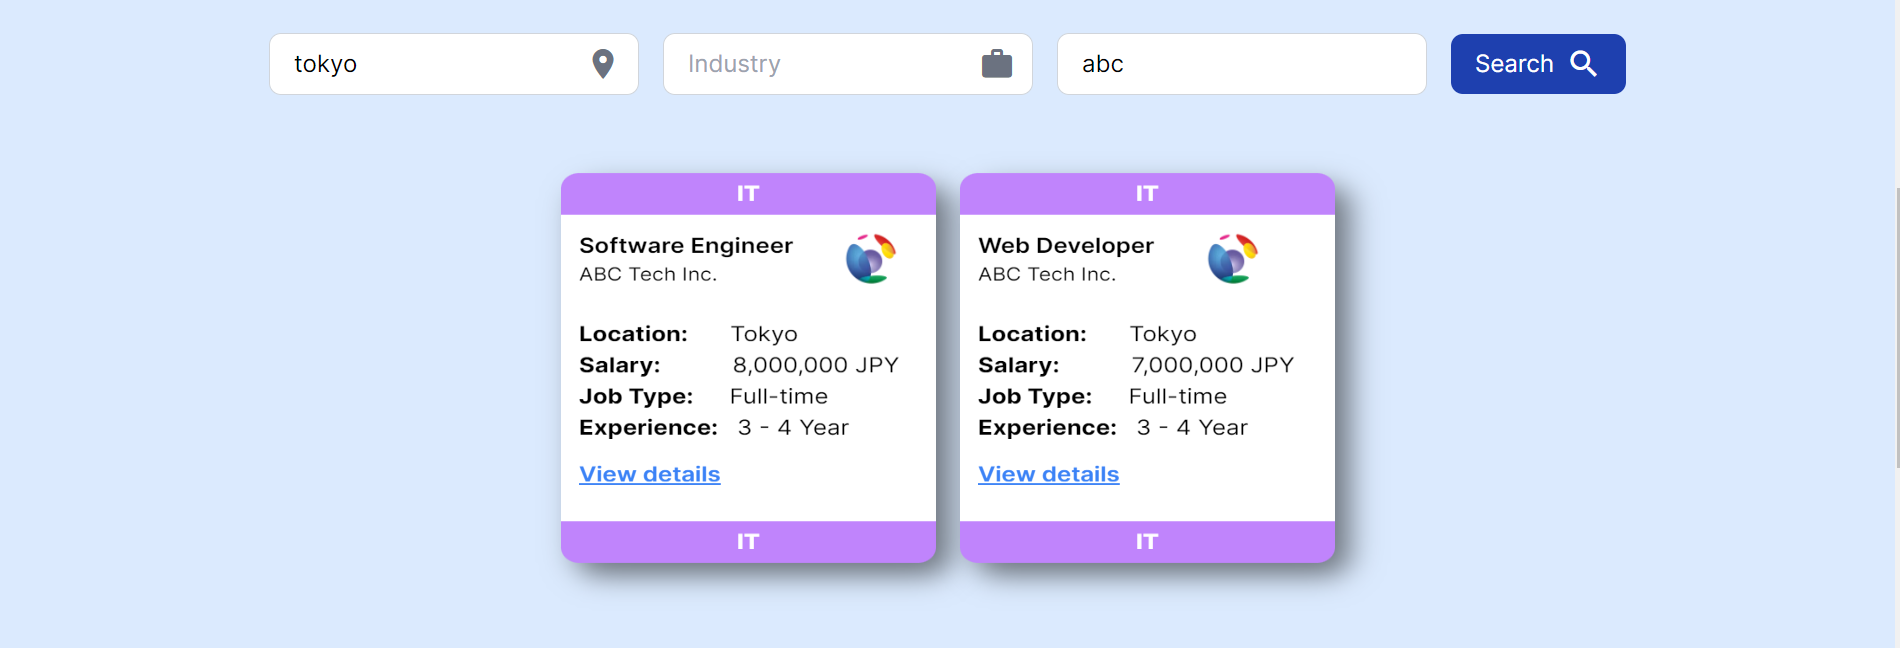 tokyo
Industry
abc
Search
IT
Software Engineer
ABC Tech Inc.
Location: Tokyo
Salary: 8,000,000 JPY
Job Type: Full-time
Experience: 3 - 4 Year
View details
IT
IT
Web Developer
ABC Tech Inc.
Location: Tokyo
Salary: 7,000,000 JPY
Job Type: Full-time
Experience: 3 - 4 Year
View details
IT